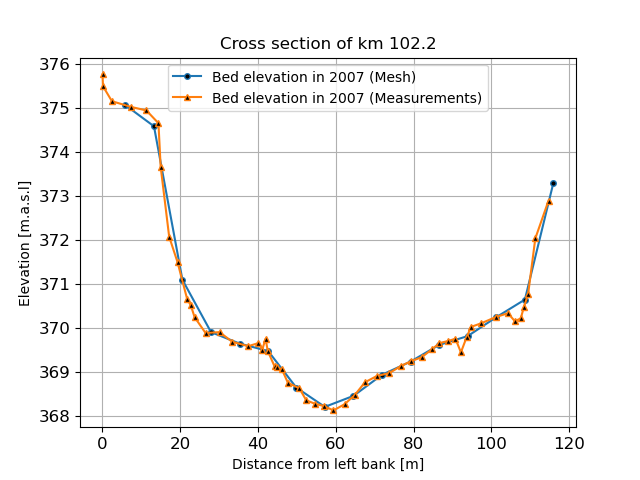 Cross section of km 102.2
Bed elevation in 2007 (Mesh)
Bed elevation in 2007 (Measurements)
Elevation [m.a.s.l]
376
375
374
373
372
371
370
369
368
0 20 40 60 80 100 120
Distance from left bank [m]